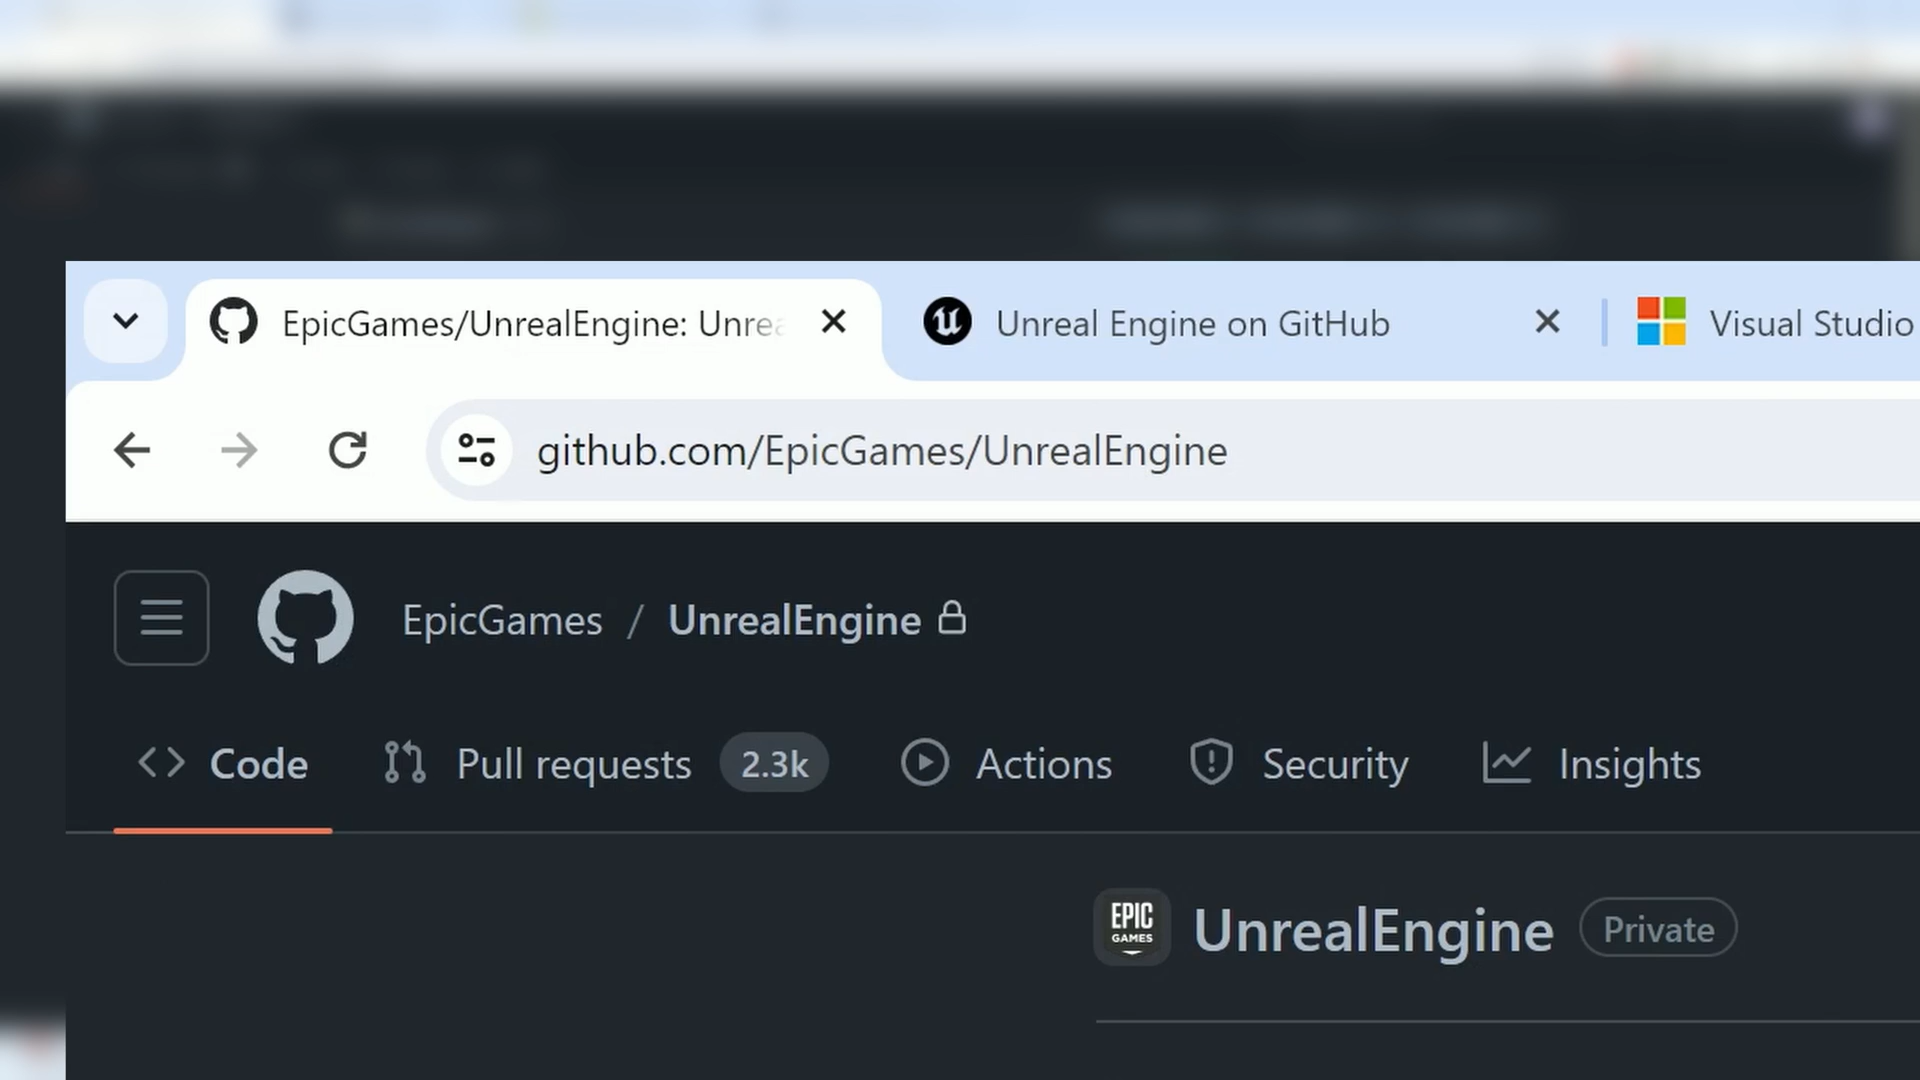 EpicGames/UnrealEngine: Unrea
Unreal Engine on GitHub
Visual Studio
github.com/EpicGames/UnrealEngine
EpicGames / UnrealEngine
Code
Pull requests 2.3k
Actions
Security
Insights
EPIC
GAMES
UnrealEngine
Private